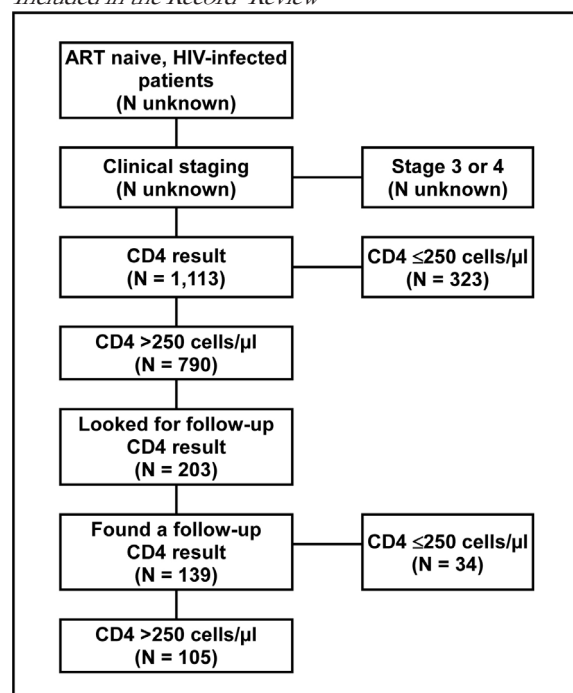 Included in the Record Review
ART naive, HIV-infected
patients
(N unknown)
Clinical staging
(N unknown)
Stage 3 or 4
(N unknown)
CD4 result
(N = 1,113)
CD4 ≤250 cells/µl
(N = 323)
CD4 >250 cells/µl
(N = 790)
Looked for follow-up
CD4 result
(N = 203)
Found a follow-up
CD4 result
(N = 139)
CD4 ≤250 cells/µl
(N = 34)
CD4 >250 cells/µl
(N = 105)